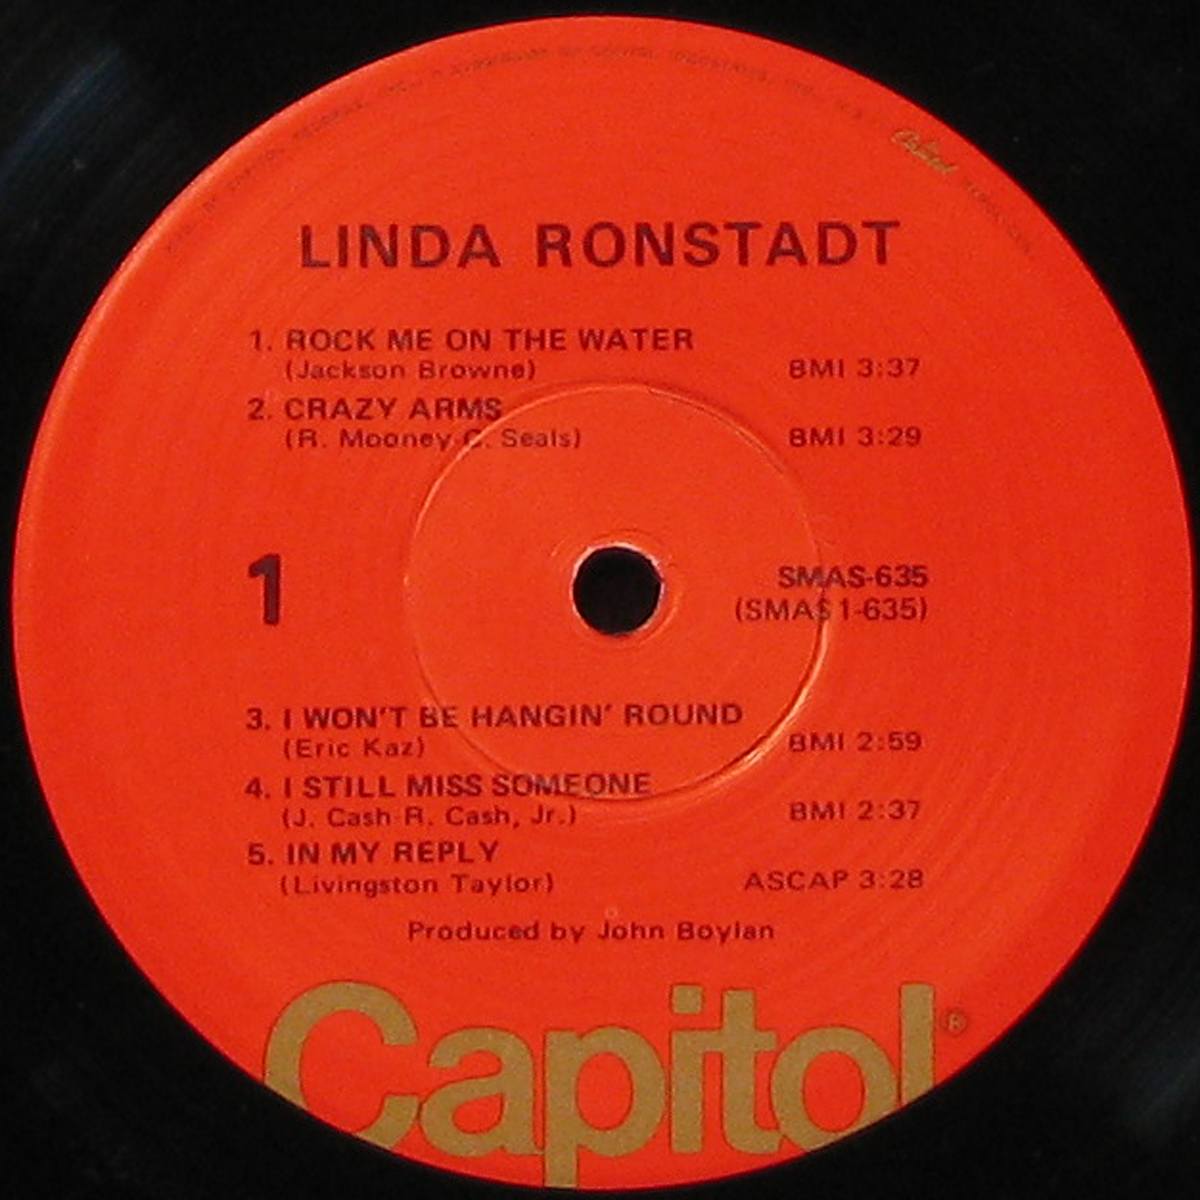 Capitol
LINDA RONSTADT
1. ROCK ME ON THE WATER
(Jackson Browne) BMI 3:37
2. CRAZY ARMS
(R. Mooney-C. Seals) BMI 3:29
1
SMAS-635
(SMAS 1-635)
3. I WON'T BE HANGIN' ROUND
(Eric Kaz) BMI 2:59
4. I STILL MISS SOMEONE
(J. Cash-R. Cash, Jr.) BMI 2:37
5. IN MY REPLY
(Livingston Taylor) ASCAP 3:28
Produced by John Boylan
Capitol®